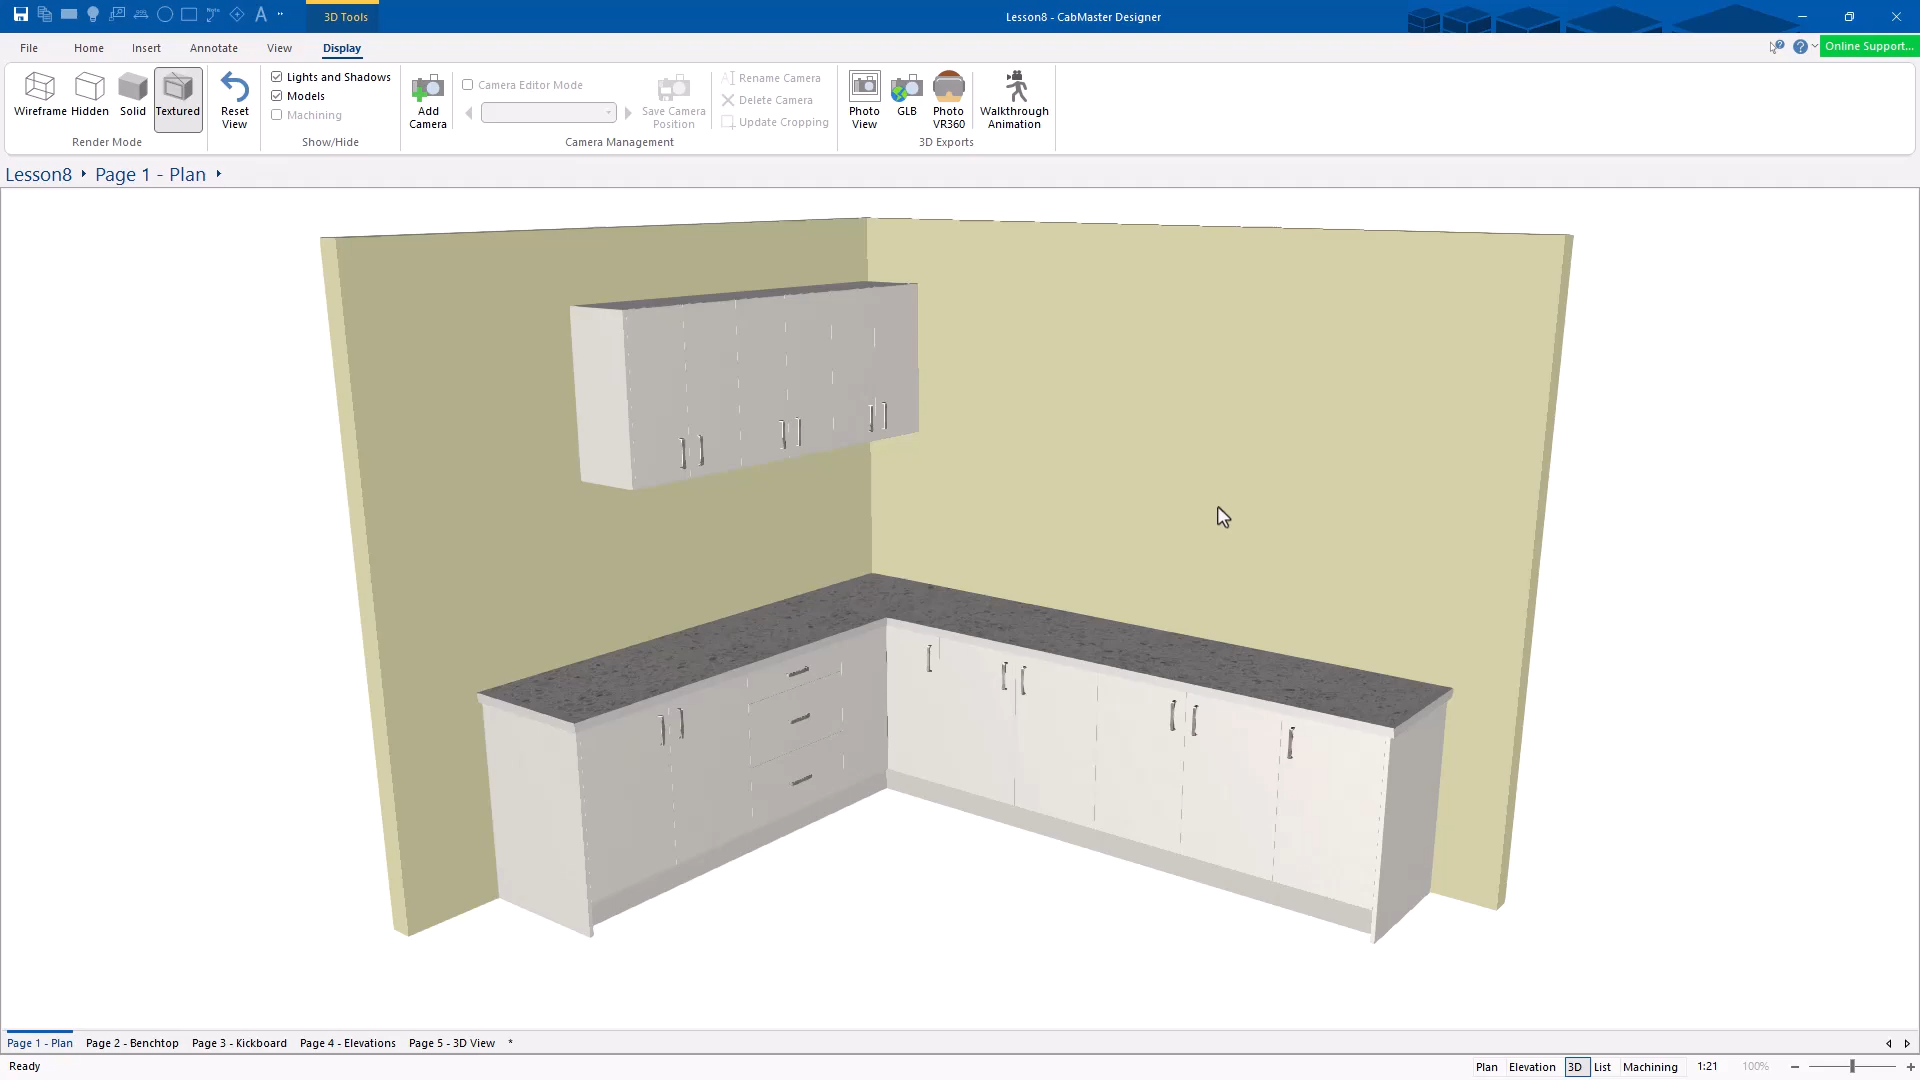 3D Tools
Lesson8 - CabMaster Designer
File Home Insert Annotate View Display
Online Support...
Wireframe Hidden Solid Textured
Render Mode
Reset View
Lights and Shadows
Models
Machining
Show/Hide
Add Camera
Camera Editor Mode
Save Camera Position
Rename Camera
Delete Camera
Update Cropping
Camera Management
Photo View
GLB
Photo VR360
Walkthrough Animation
3D Exports
Lesson8 Page 1 - Plan
Page 1 - Plan Page 2 - Benchtop Page 3 - Kickboard Page 4 - Elevations Page 5 - 3D View *
Ready
Plan Elevation 3D List Machining 1:21 100%